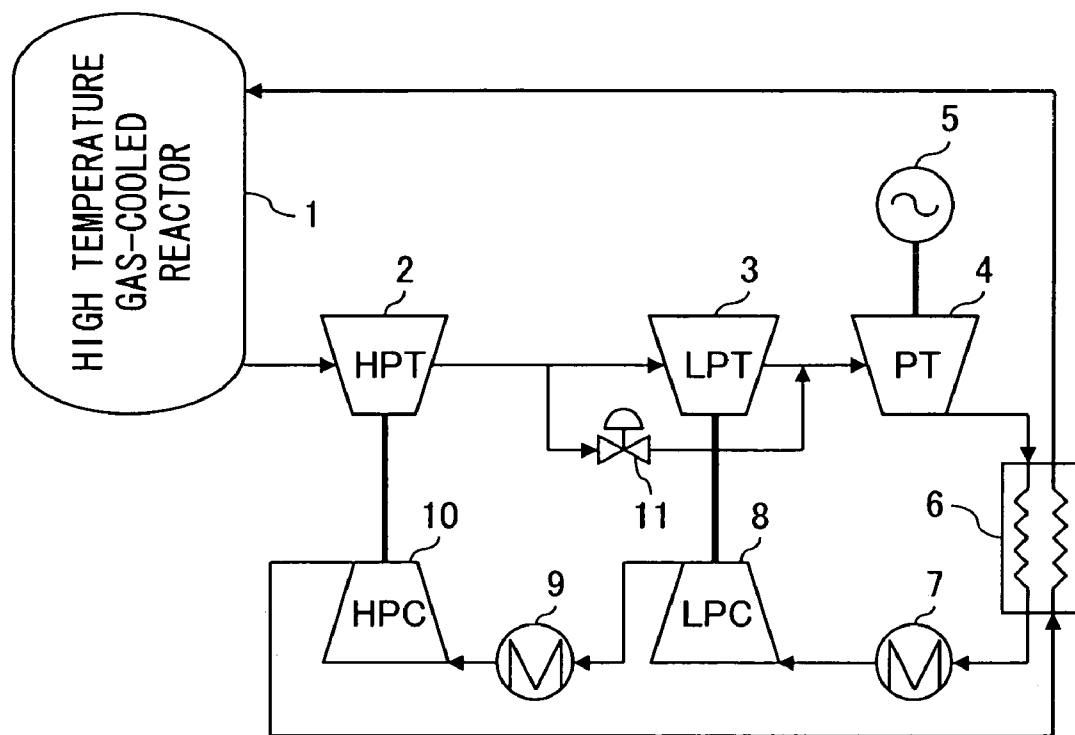 HIGH TEMPERATURE
GAS-COOLED
REACTOR
1
5
2
3
4
HPT
LPT
PT
11
6
10
8
9
7
HPC
LPC